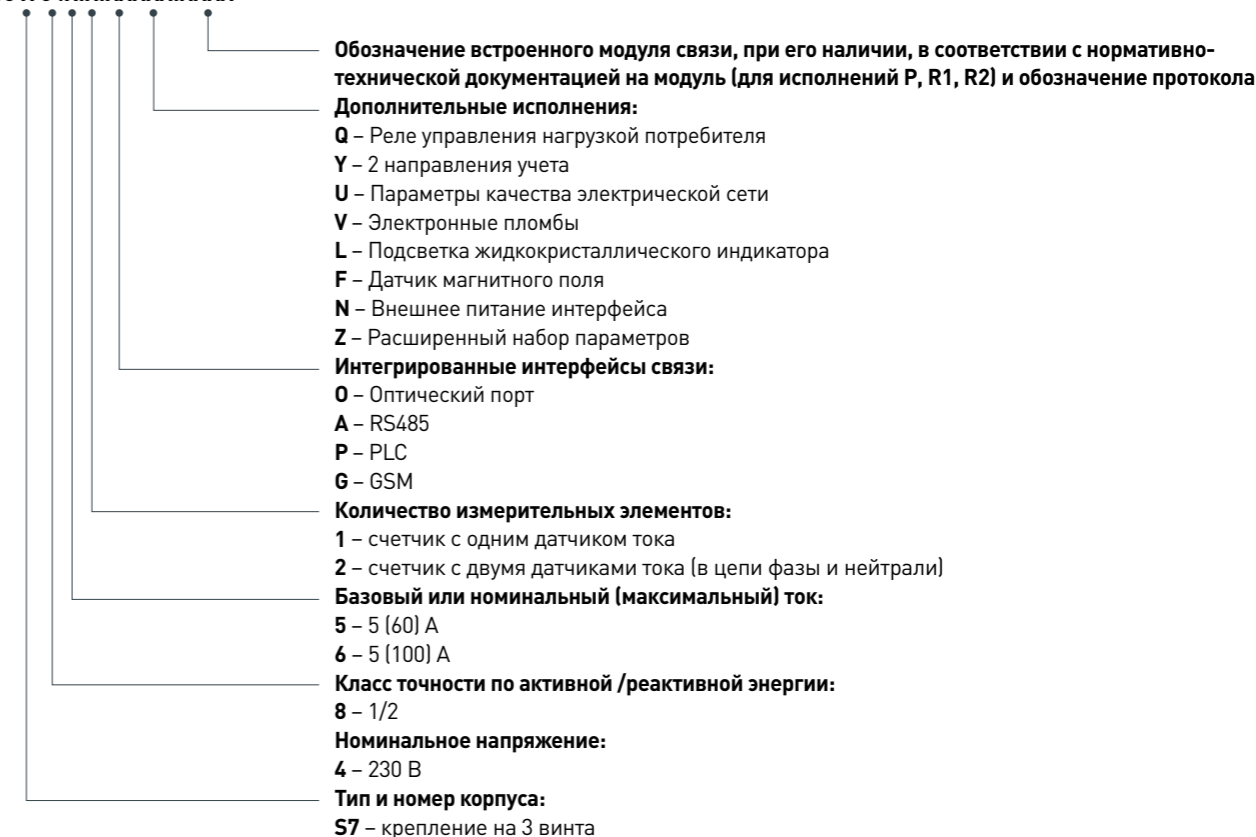 Обозначение встроенного модуля связи, при его наличии, в соответствии с нормативно-
технической документацией на модуль (для исполнений P, R1, R2) и обозначение протокола
Дополнительные исполнения:
Q – Реле управления нагрузкой потребителя
Y – 2 направления учета
U – Параметры качества электрической сети
V – Электронные пломбы
L – Подсветка жидкокристаллического индикатора
F – Датчик магнитного поля
N – Внешнее питание интерфейса
Z – Расширенный набор параметров
Интегрированные интерфейсы связи:
O – Оптический порт
A – RS485
P – PLC
G – GSM
Количество измерительных элементов:
1 – счетчик с одним датчиком тока
2 – счетчик с двумя датчиками тока (в цепи фазы и нейтрали)
Базовый или номинальный (максимальный) ток:
5 – 5 (60) А
6 – 5 (100) А
Класс точности по активной /реактивной энергии:
8 – 1/2
Номинальное напряжение:
4 – 230 В
Тип и номер корпуса:
S7 – крепление на 3 винта